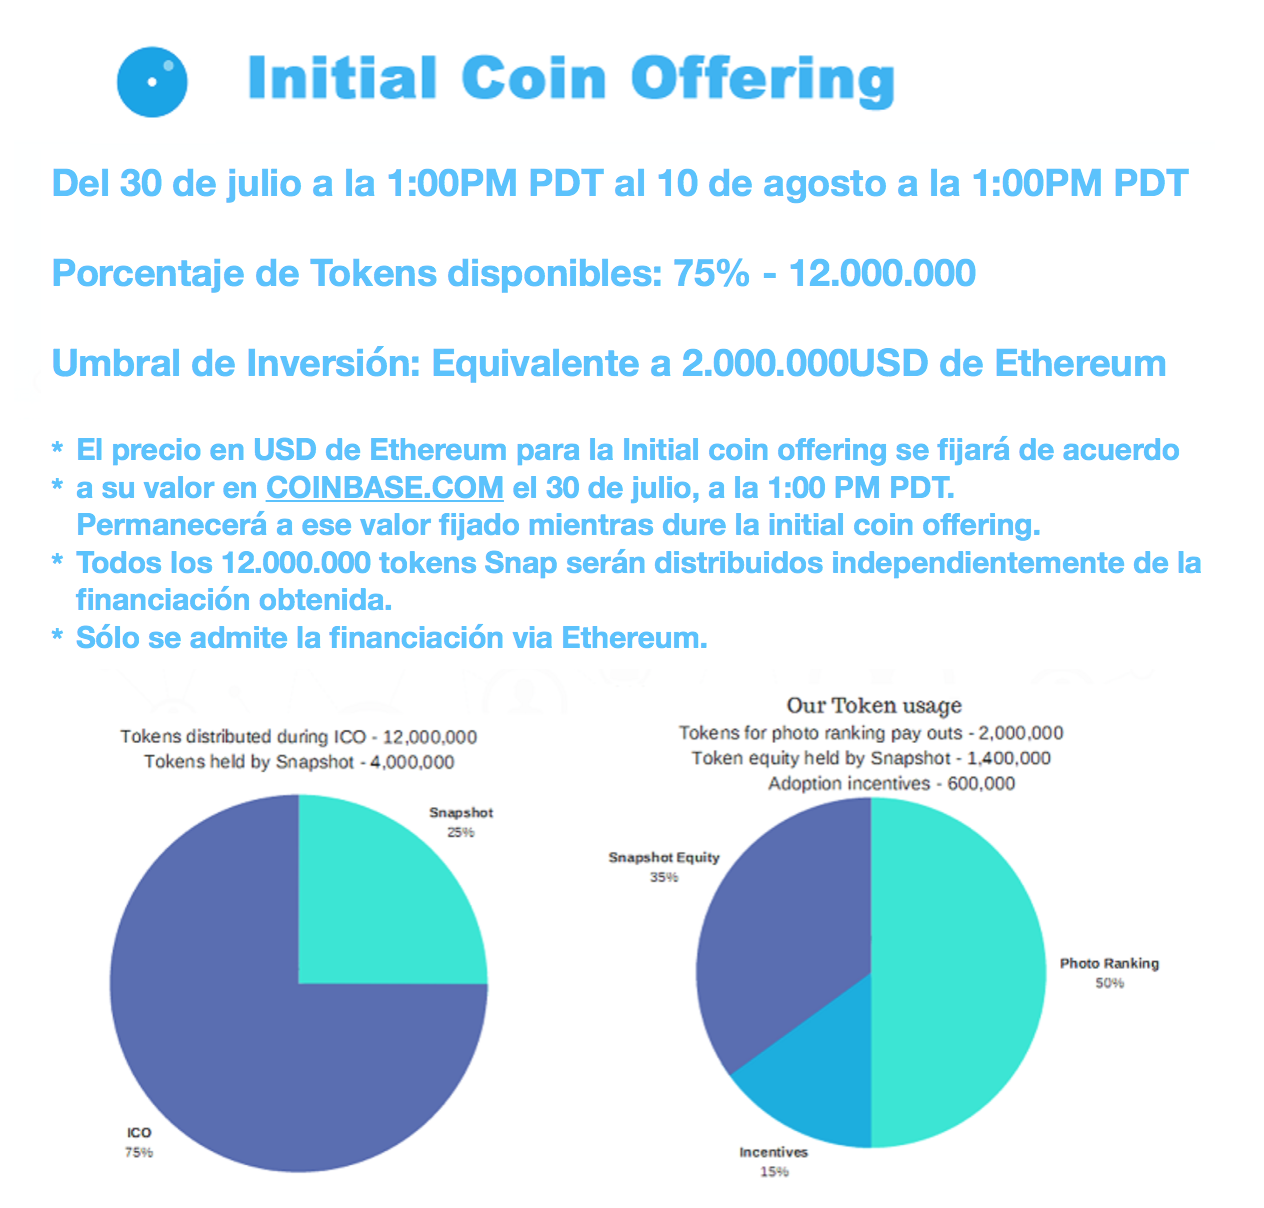 Initial Coin Offering
Del 30 de julio a la 1:00PM PDT al 10 de agosto a la 1:00PM PDT
Porcentaje de Tokens disponibles: 75% - 12.000.000
Umbral de Inversión: Equivalente a 2.000.000USD de Ethereum
* El precio en USD de Ethereum para la Initial coin offering se fijará de acuerdo
* a su valor en COINBASE.COM el 30 de julio, a la 1:00 PM PDT.
Permanecerá a ese valor fijado mientras dure la initial coin offering.
* Todos los 12.000.000 tokens Snap serán distribuidos independientemente de la
financiación obtenida.
* Sólo se admite la financiación via Ethereum.
Tokens distributed during ICO - 12,000,000
Tokens held by Snapshot - 4,000,000
Snapshot
25%
ICO
75%
Our Token usage
Tokens for photo ranking pay outs - 2,000,000
Token equity held by Snapshot - 1,400,000
Adoption incentives - 600,000
Snapshot Equity
35%
Photo Ranking
50%
Incentives
15%